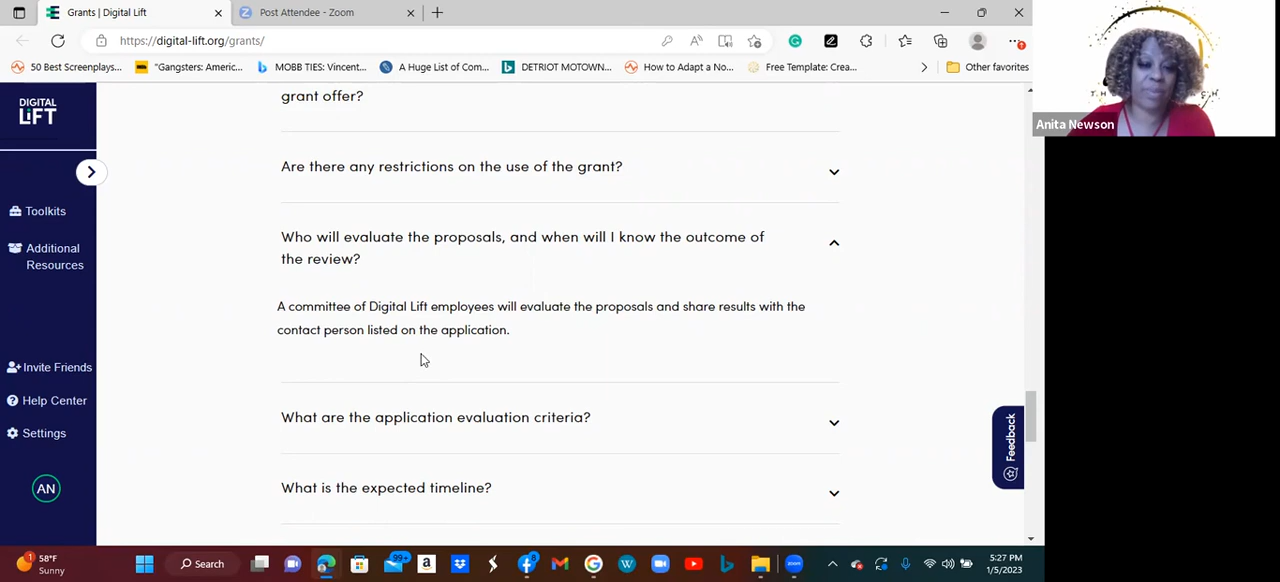 Grants | Digital Lift
Post Attendee - Zoom
https://digital-lift.org/grants/
50 Best Screenplays...
"Gangsters: Americ...
MOBB TIES: Vincent...
A Huge List of Com...
DETRIOT MOTOWN...
How to Adapt a No...
Free Template: Crea...
Other favorites
Anita Newson
DIGITAL
LiFT
Toolkits
Additional
Resources
Invite Friends
Help Center
Settings
AN
grant offer?
Are there any restrictions on the use of the grant?
Who will evaluate the proposals, and when will I know the outcome of
the review?
A committee of Digital Lift employees will evaluate the proposals and share results with the
contact person listed on the application.
What are the application evaluation criteria?
What is the expected timeline?
Feedback
1
58°F
Sunny
Search
99+
8
5:27 PM
1/5/2023